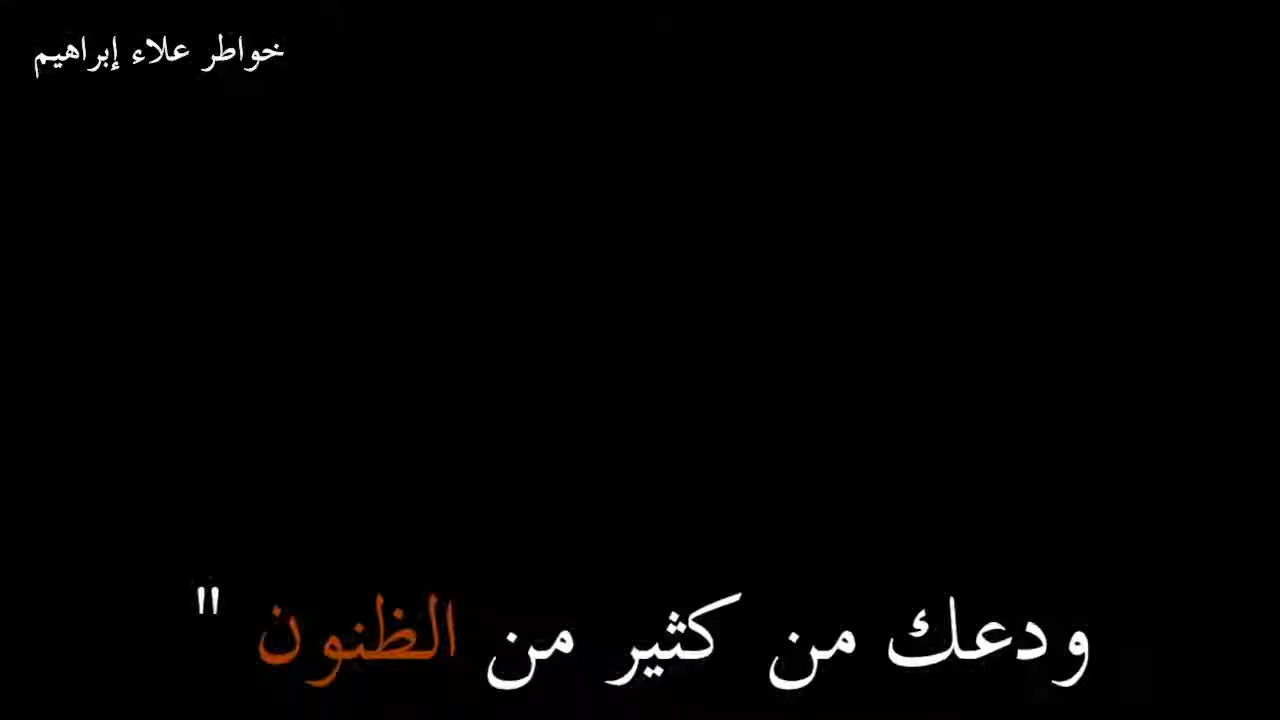 خواطر علاء إبراهيم
ودعك من كثير من الظنون "